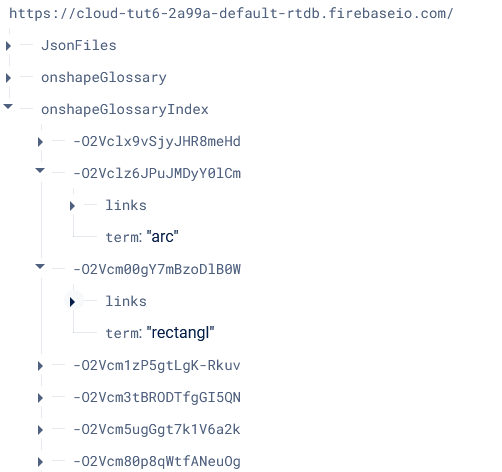 https://cloud-tut6-2a99a-default-rtdb.firebaseio.com/
JsonFiles
onshapeGlossary
onshapeGlossaryIndex
-O2Vclx9vSjyJHR8meHd
-O2Vclz6JPuJMDyY0lCm
links
term: "arc"
-O2Vcm00gY7mBzoDlB0W
links
term: "rectangl"
-O2Vcm1zP5gtLgK-Rkuv
-O2Vcm3tBRODTfgGI5QN
-O2Vcm5ugGgt7k1V6a2k
-O2Vcm80p8qWtfANeuOg